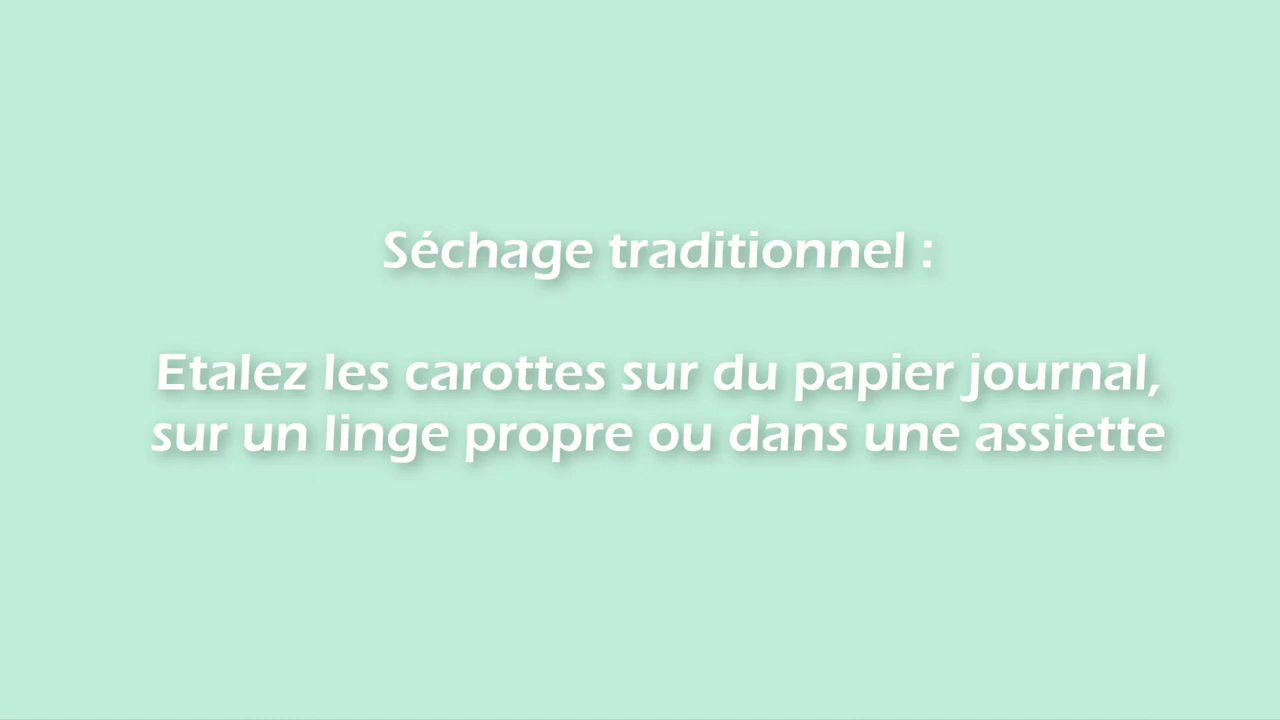 Séchage traditionnel :
Etalez les carottes sur du papier journal,
sur un linge propre ou dans une assiette